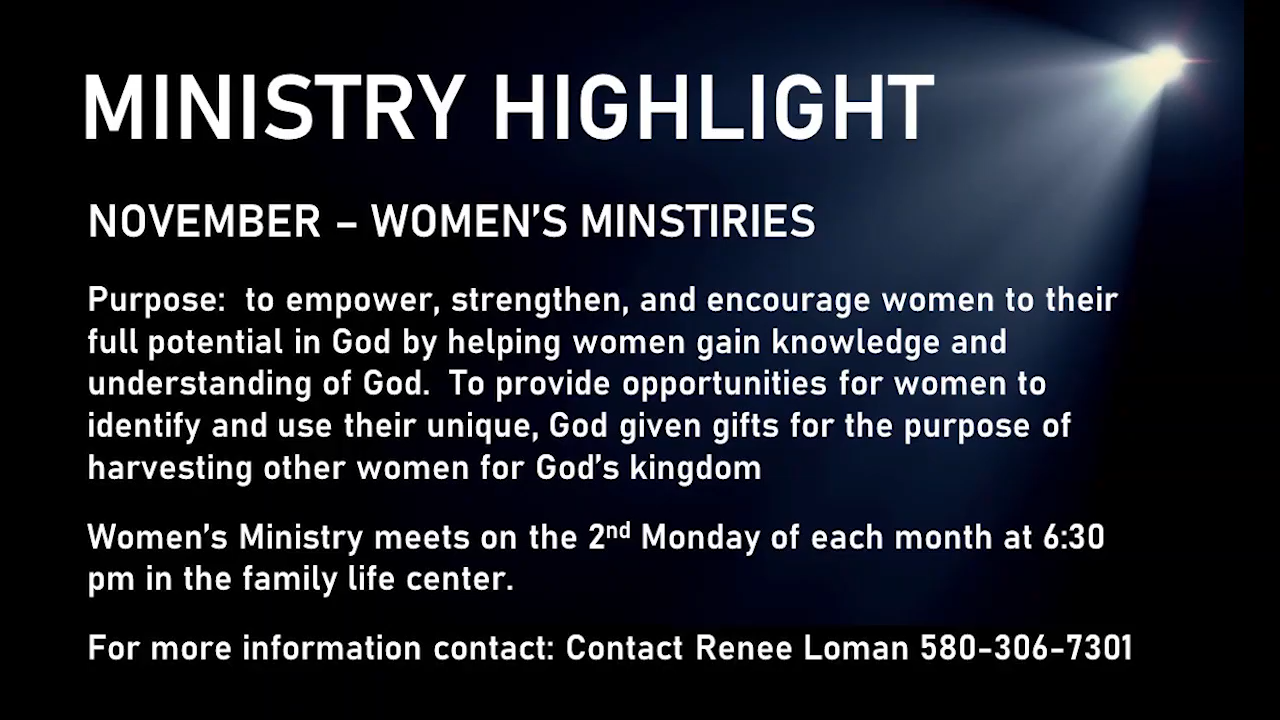 MINISTRY HIGHLIGHT
NOVEMBER – WOMEN'S MINSTIRIES
Purpose:  to empower, strengthen, and encourage women to their
full potential in God by helping women gain knowledge and
understanding of God.  To provide opportunities for women to
identify and use their unique, God given gifts for the purpose of
harvesting other women for God's kingdom
Women's Ministry meets on the 2nd Monday of each month at 6:30
pm in the family life center.
For more information contact: Contact Renee Loman 580-306-7301